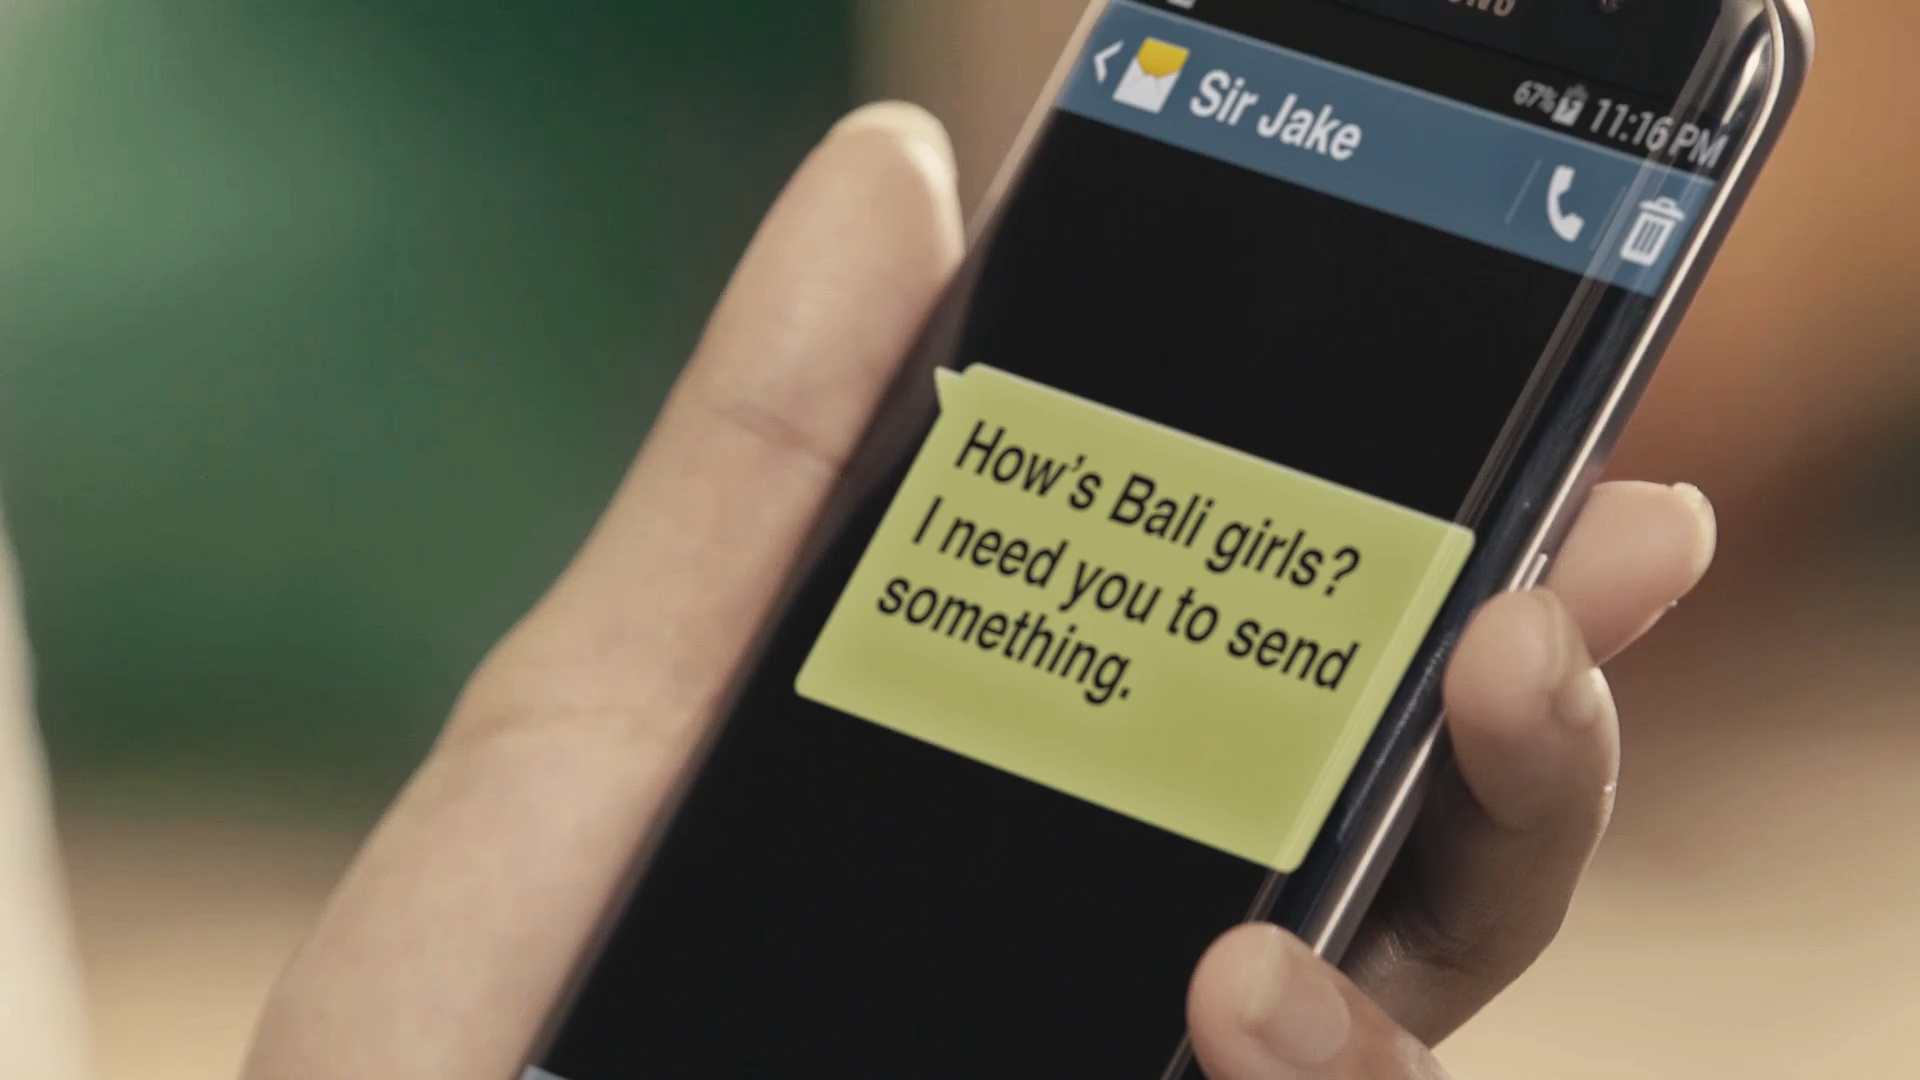 67% 11:16 PM
Sir Jake
How's Bali girls?
I need you to send
something.